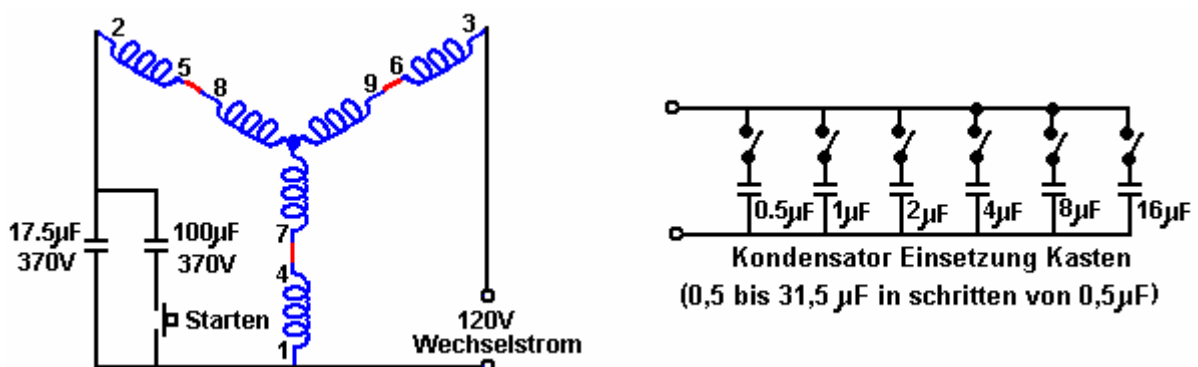 2
3
5
8
9
6
17.5µF
370V
100µF
370V
7
4
1
Starten
120V
Wechselstrom
0.5µF
1µF
2µF
4µF
8µF
16µF
Kondensator Einsetzung Kasten
(0,5 bis 31,5 µF in schritten von 0,5µF)